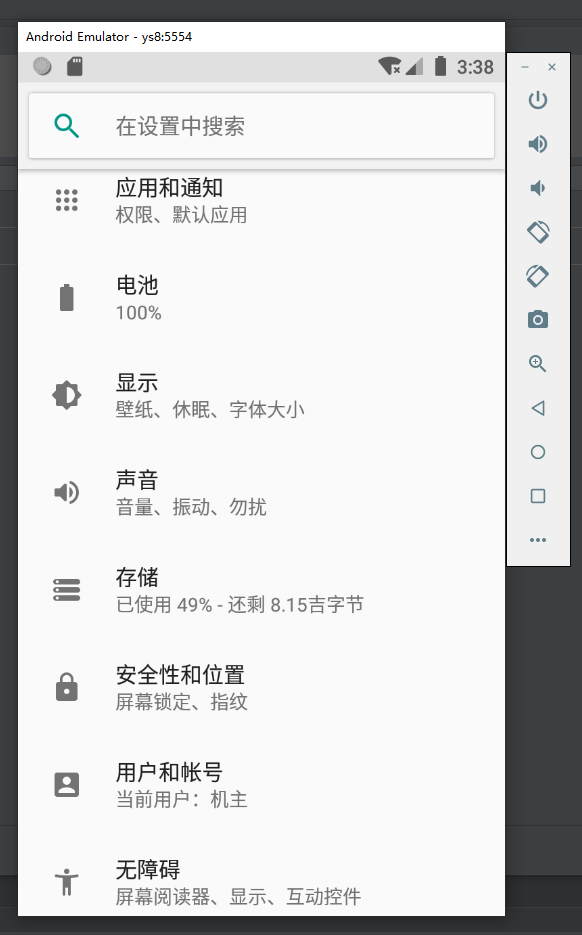 Android Emulator - ys8:5554
3:38
在设置中搜索
应用和通知
权限、默认应用
电池
100%
显示
壁纸、休眠、字体大小
声音
音量、振动、勿扰
存储
已使用 49% - 还剩 8.15吉字节
安全性和位置
屏幕锁定、指纹
用户和帐号
当前用户：机主
无障碍
屏幕阅读器、显示、互动控件